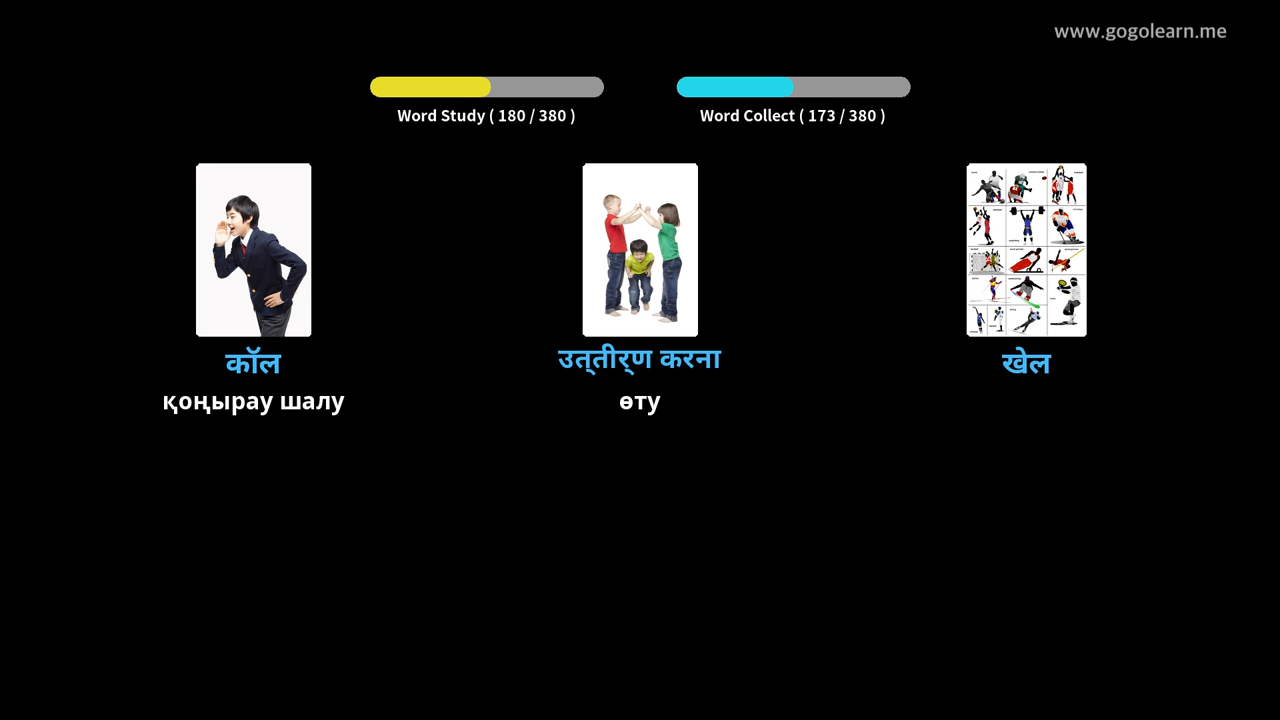 www.gogolearn.me
Word Study ( 180 / 380 )
Word Collect ( 173 / 380 )
कॉल
उत्तीर्ण करना
खेल
қоңырау шалу
өту